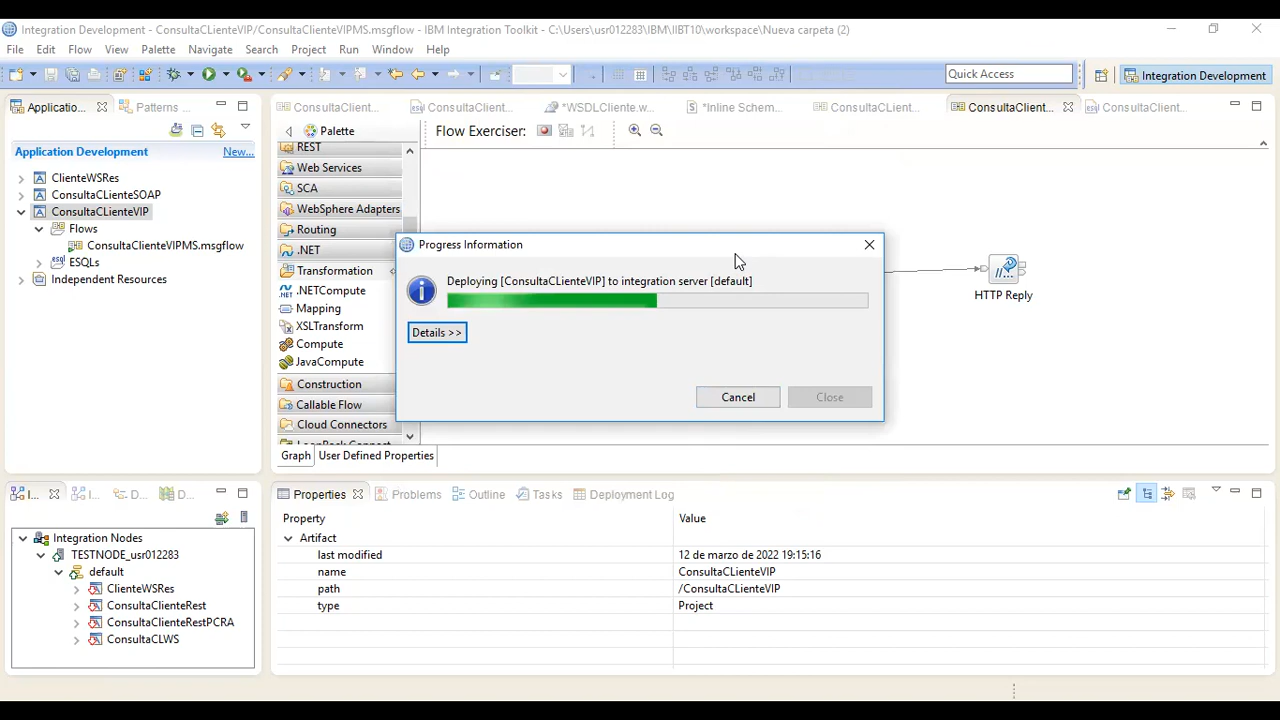 Integration Development - ConsultaCLienteVIP/ConsultaClienteVIPMS.msgflow - IBM Integration Toolkit - C:\Users\usr012283\IBM\IIBT10\workspace\Nueva carpeta (2)
File Edit Flow View Palette Navigate Search Project Run Window Help
Quick Access
Integration Development
Applicatio...
Patterns ...
ConsultaClient...
ConsultaClient...
*WSDLCliente.w...
*Inline Schem...
ConsultaCLient...
ConsultaClient...
ConsultaClient...
Application Development
New...
ClienteWSRes
ConsultaCLienteSOAP
ConsultaCLienteVIP
Flows
ConsultaClienteVIPMS.msgflow
ESQLs
Independent Resources
Palette
REST
Web Services
SCA
WebSphere Adapters
Routing
.NET
Transformation
.NETCompute
Mapping
XSLTransform
Compute
JavaCompute
Construction
Callable Flow
Cloud Connectors
LoopBack Connect
Flow Exerciser:
HTTP Reply
Progress Information
Deploying [ConsultaCLienteVIP] to integration server [default]
Details >>
Cancel
Close
Graph
User Defined Properties
I...
I...
D...
D...
Integration Nodes
TESTNODE_usr012283
default
ClienteWSRes
ConsultaClienteRest
ConsultaClienteRestPCRA
ConsultaCLWS
Properties
Problems
Outline
Tasks
Deployment Log
Property Value
Artifact
last modified 12 de marzo de 2022 19:15:16
name ConsultaCLienteVIP
path /ConsultaCLienteVIP
type Project